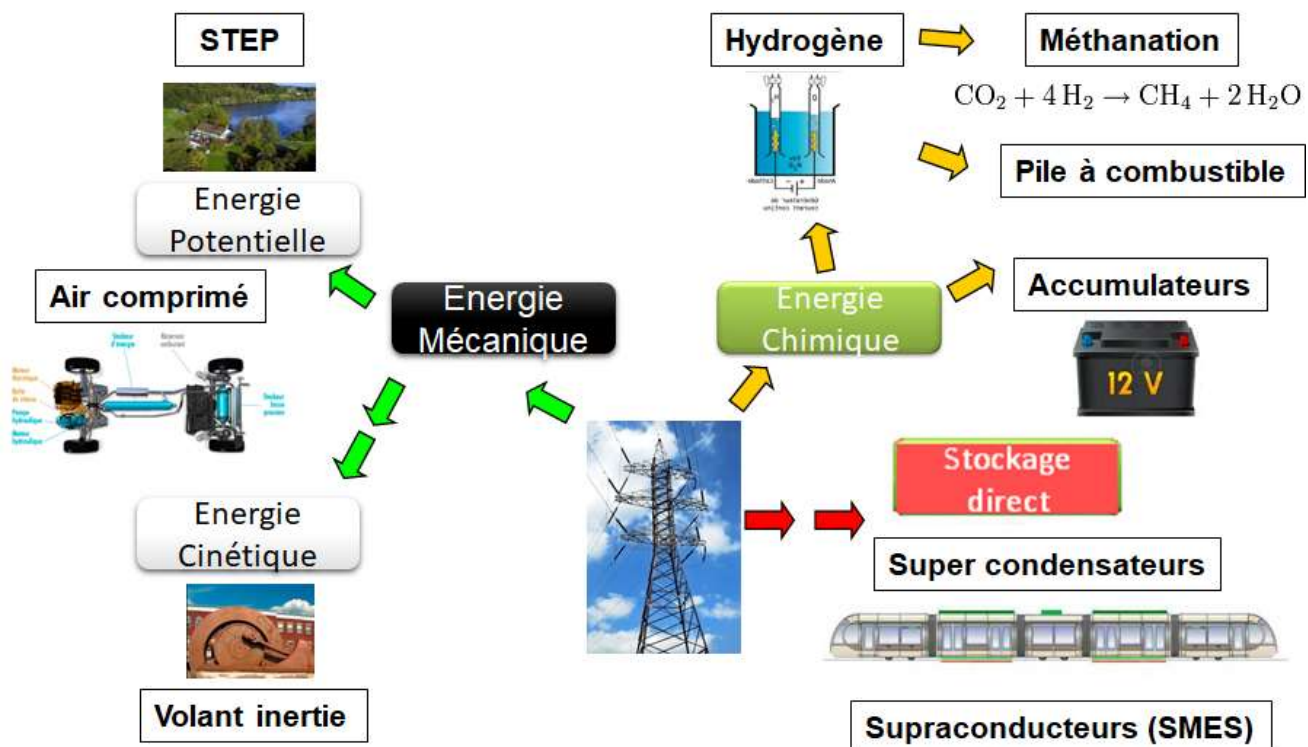 STEP
Hydrogène
Méthanation
CO₂ + 4 H₂ → CH₄ + 2 H₂O
Pile à combustible
Energie
Potentielle
Air comprimé
Energie
Mécanique
Energie
Chimique
Accumulateurs
12 V
Stockage
direct
Energie
Cinétique
Super condensateurs
Volant inertie
Supraconducteurs (SMES)